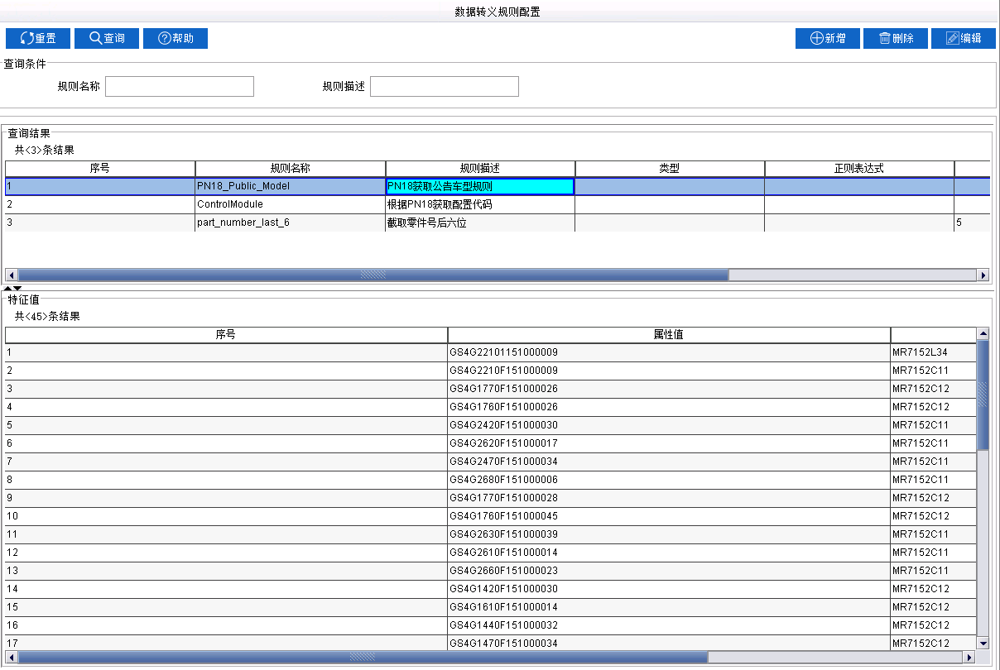 数据转义规则配置
重置 查询 帮助 新增 删除 编辑
查询条件
规则名称 规则描述
查询结果
共<3>条结果
序号 规则名称 规则描述 类型 正则表达式
1 PN18_Public_Model PN18获取公告车型规则
2 ControlModule 根据PN18获取配置代码
3 part_number_last_6 截取零件号后六位 5
特征值
共<45>条结果
序号 属性值
1 GS4G22101151000009 MR7152L34
2 GS4G2210F151000009 MR7152C11
3 GS4G1770F151000026 MR7152C12
4 GS4G1760F151000026 MR7152C12
5 GS4G2420F151000030 MR7152C11
6 GS4G2620F151000017 MR7152C11
7 GS4G2470F151000034 MR7152C11
8 GS4G2680F151000006 MR7152C11
9 GS4G1770F151000028 MR7152C12
10 GS4G1760F151000045 MR7152C12
11 GS4G2630F151000039 MR7152C11
12 GS4G2610F151000014 MR7152C11
13 GS4G2660F151000023 MR7152C11
14 GS4G1420F151000030 MR7152C12
15 GS4G1610F151000014 MR7152C12
16 GS4G1440F151000032 MR7152C12
17 GS4G1470F151000034 MR7152C12